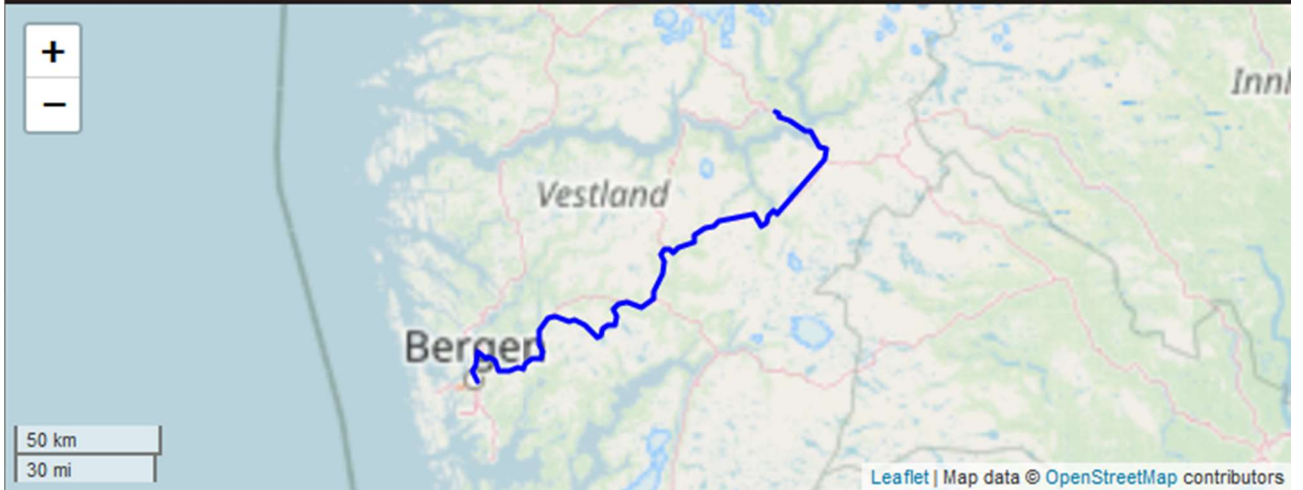 +
Innl
Vestland
−
Bergen
50 km
30 mi
Leaflet | Map data © OpenStreetMap contributors